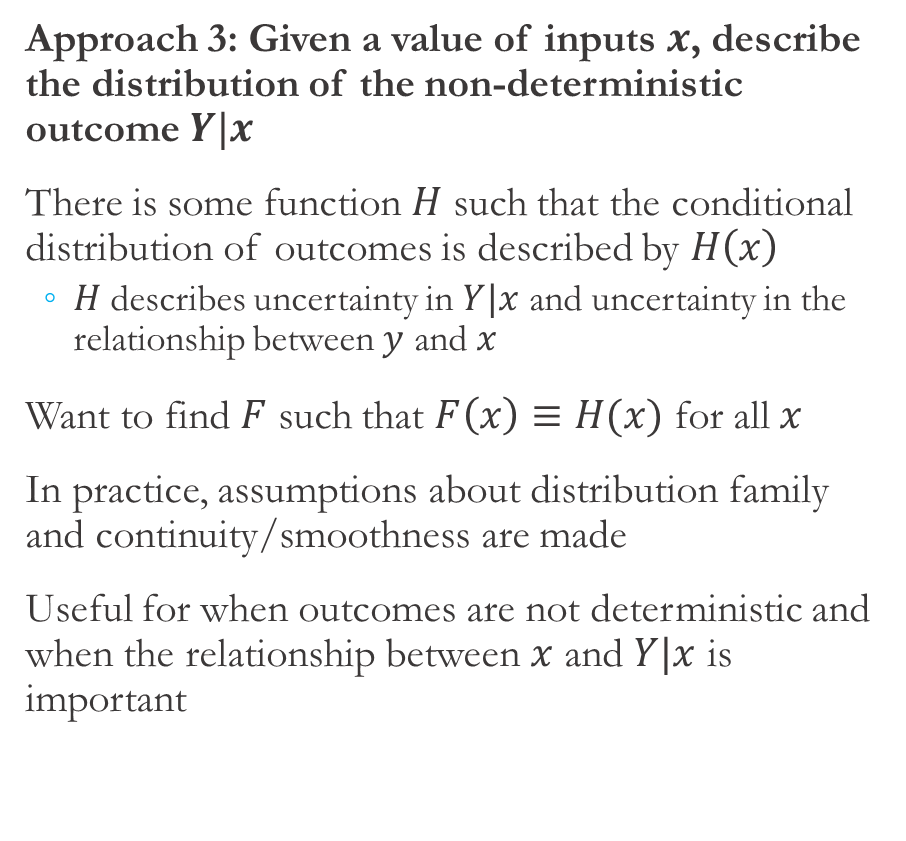 Approach 3: Given a value of inputs 𝒙, describe
the distribution of the non-deterministic
outcome 𝒀|𝒙
There is some function 𝐻 such that the conditional
distribution of outcomes is described by 𝐻(𝑥)
∘ 𝐻 describes uncertainty in 𝑌|𝑥 and uncertainty in the
relationship between 𝑦 and 𝑥
Want to find 𝐹 such that 𝐹(𝑥) ≡ 𝐻(𝑥) for all 𝑥
In practice, assumptions about distribution family
and continuity/smoothness are made
Useful for when outcomes are not deterministic and
when the relationship between 𝑥 and 𝑌|𝑥 is
important